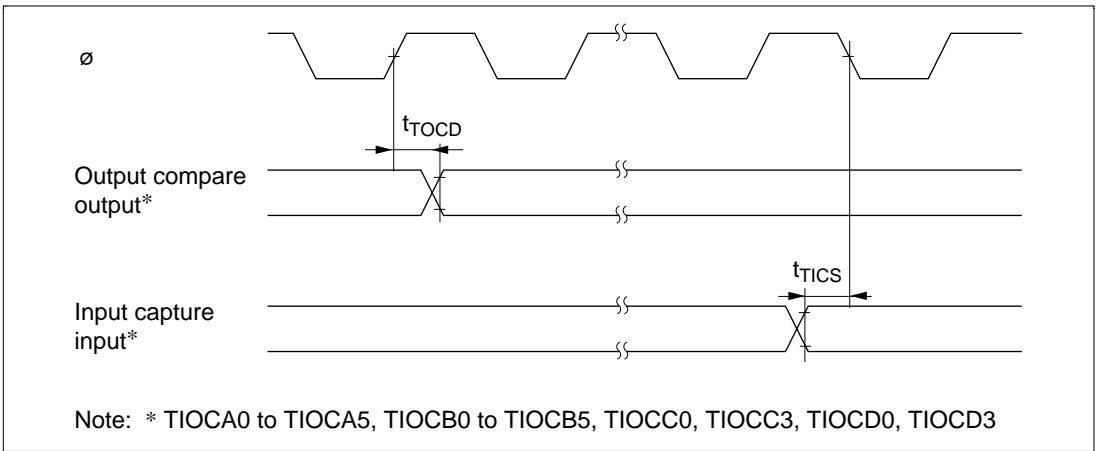 ø
tTOCD
Output compare
output*
tTICS
Input capture
input*
Note: * TIOCA0 to TIOCA5, TIOCB0 to TIOCB5, TIOCC0, TIOCC3, TIOCD0, TIOCD3